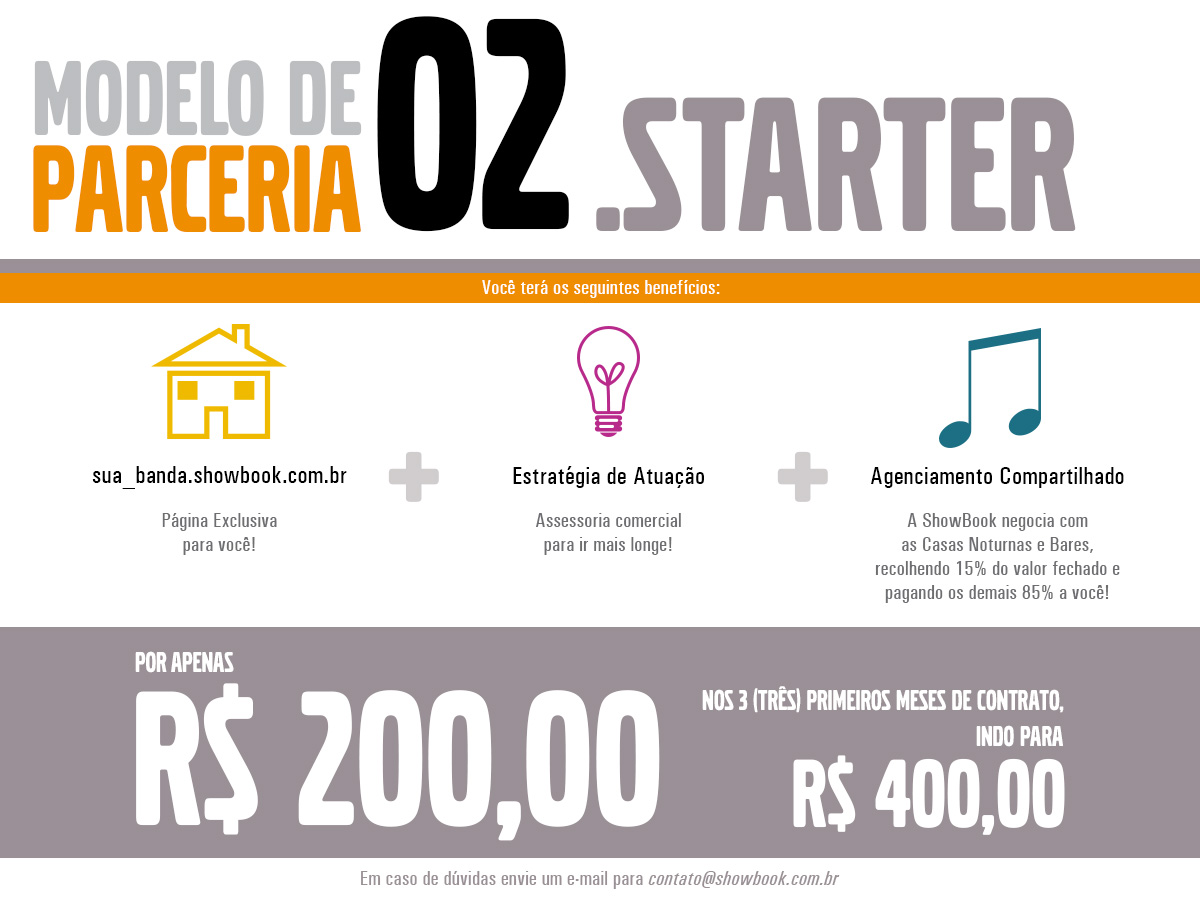 MODELO DE
PARCERIA
02
.STARTER
Você terá os seguintes benefícios:
sua_banda.showbook.com.br
Página Exclusiva
para você!
Estratégia de Atuação
Assessoria comercial
para ir mais longe!
Agenciamento Compartilhado
A ShowBook negocia com
as Casas Noturnas e Bares,
recolhendo 15% do valor fechado e
pagando os demais 85% a você!
POR APENAS
R$ 200,00
NOS 3 (TRÊS) PRIMEIROS MESES DE CONTRATO,
INDO PARA
R$ 400,00
Em caso de dúvidas envie um e-mail para contato@showbook.com.br